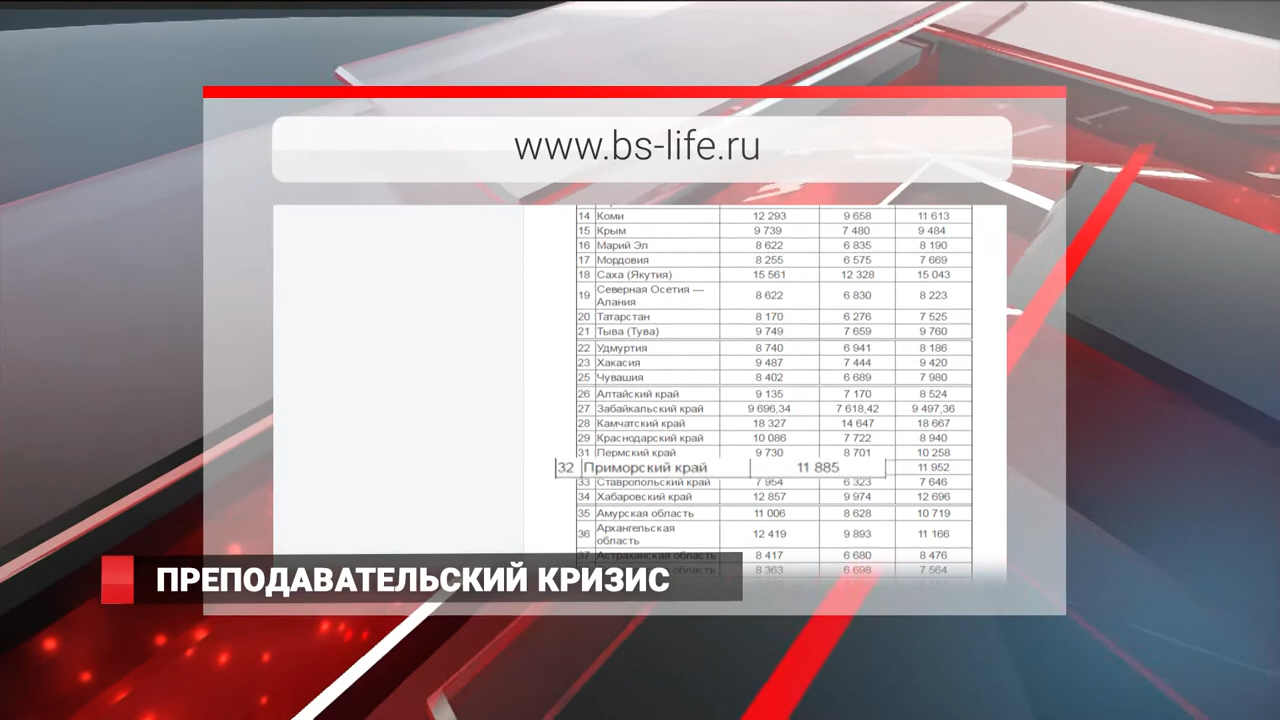 www.bs-life.ru
14 Коми 12 293 9 658 11 613
15 Крым 9 739 7 480 9 484
16 Марий Эл 8 622 6 835 8 190
17 Мордовия 8 255 6 575 7 669
18 Саха (Якутия) 15 561 12 328 15 043
19 Северная Осетия — 8 622 6 830 8 223
Алания
20 Татарстан 8 170 6 276 7 525
21 Тыва (Тува) 9 749 7 659 9 760
22 Удмуртия 8 740 6 941 8 186
23 Хакасия 9 487 7 444 9 420
25 Чувашия 8 402 6 689 7 980
26 Алтайский край 9 135 7 170 8 524
27 Забайкальский край 9 696,34 7 618,42 9 497,36
28 Камчатский край 18 327 14 647 18 667
29 Краснодарский край 10 086 7 722 8 940
31 Пермский край 9 730 8 701 10 258
32 Приморский край 11 885 11 952
33 Ставропольский край 7 954 6 323 7 646
34 Хабаровский край 12 857 9 974 12 696
35 Амурская область 11 006 8 628 10 719
36 Архангельская 12 419 9 893 11 166
область
37 Астраханская область 8 417 6 680 8 476
область 8 363 6 698 7 564
ПРЕПОДАВАТЕЛЬСКИЙ КРИЗИС